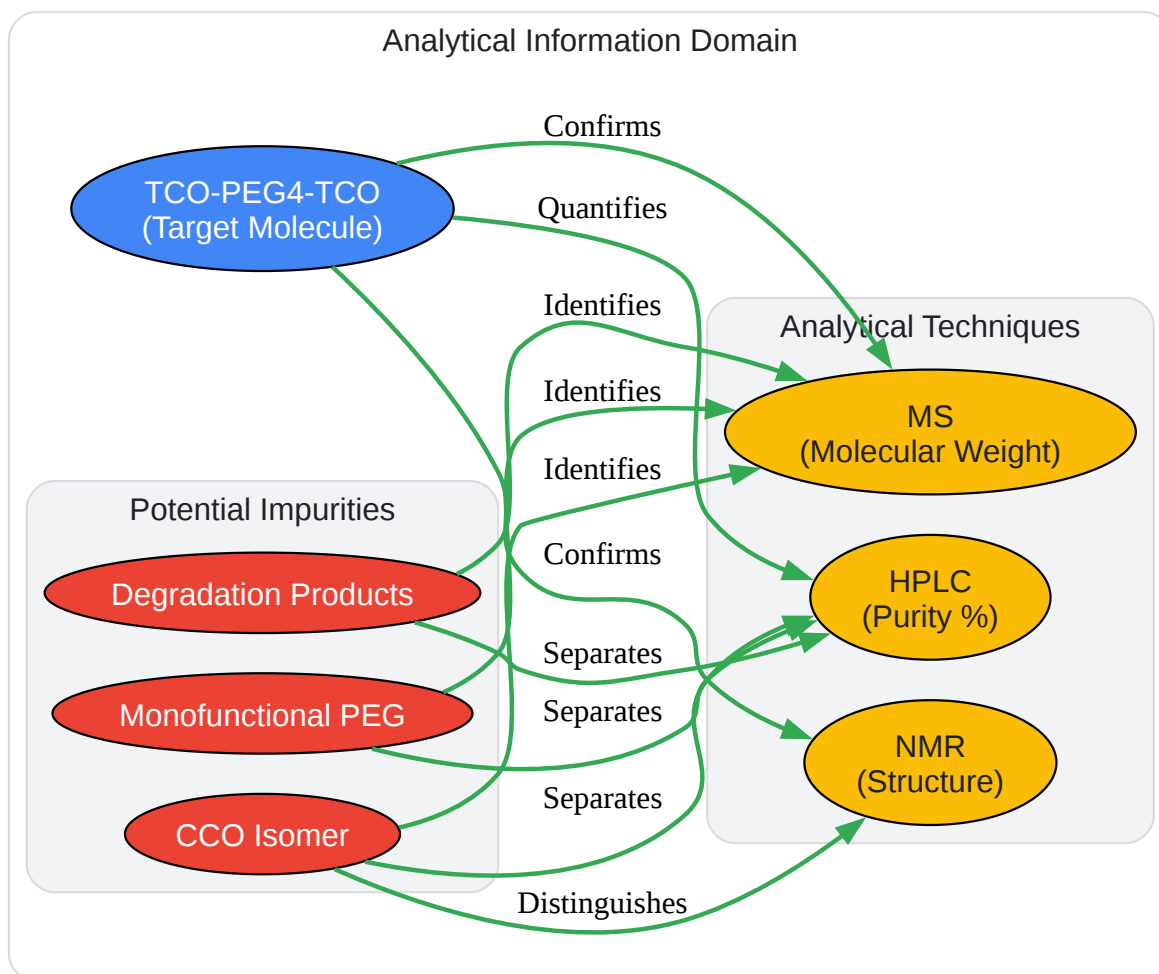 Analytical Information Domain
Confirms
TCO-PEG4-TCO
(Target Molecule)
Quantifies
Identifies
Analytical Techniques
Identifies
MS
(Molecular Weight)
Identifies
Potential Impurities
Confirms
Degradation Products
HPLC
(Purity %)
Separates
Monofunctional PEG
Separates
NMR
(Structure)
Separates
CCO Isomer
Distinguishes